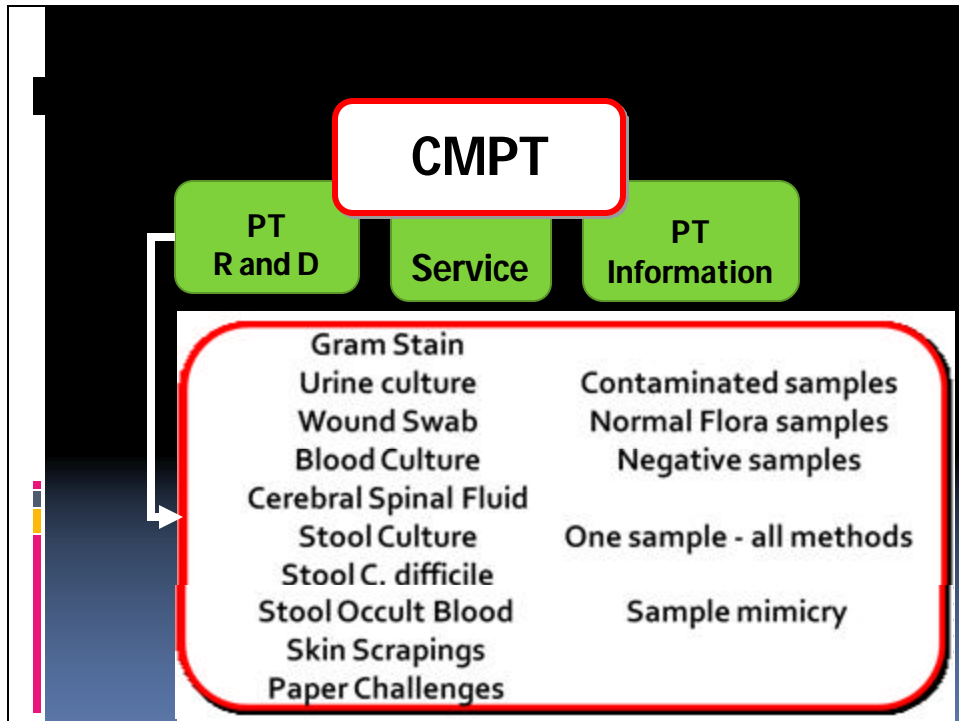 CMPT
PT
R and D
Service
PT
Information
Gram Stain
Urine culture
Wound Swab
Blood Culture
Cerebral Spinal Fluid
Stool Culture
Stool C. difficile
Stool Occult Blood
Skin Scrapings
Paper Challenges
Contaminated samples
Normal Flora samples
Negative samples
One sample - all methods
Sample mimicry